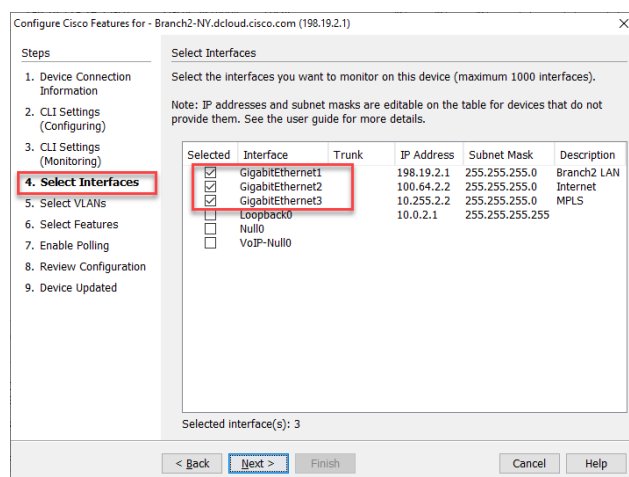 Configure Cisco Features for - Branch2-NY.dcloud.cisco.com (198.19.2.1)
Steps
1. Device Connection
Information
2. CLI Settings
(Configuring)
3. CLI Settings
(Monitoring)
4. Select Interfaces
5. Select VLANs
6. Select Features
7. Enable Polling
8. Review Configuration
9. Device Updated
Select Interfaces
Select the interfaces you want to monitor on this device (maximum 1000 interfaces).
Note: IP addresses and subnet masks are editable on the table for devices that do not
provide them. See the user guide for more details.
Selected Interface Trunk IP Address Subnet Mask Description
GigabitEthernet1 198.19.2.1 255.255.255.0 Branch2 LAN
GigabitEthernet2 100.64.2.2 255.255.255.0 Internet
GigabitEthernet3 10.255.2.2 255.255.255.0 MPLS
Loopback0 10.0.2.1 255.255.255.255
Null0
VoIP-Null0
Selected interface(s): 3
< Back Next > Finish Cancel Help